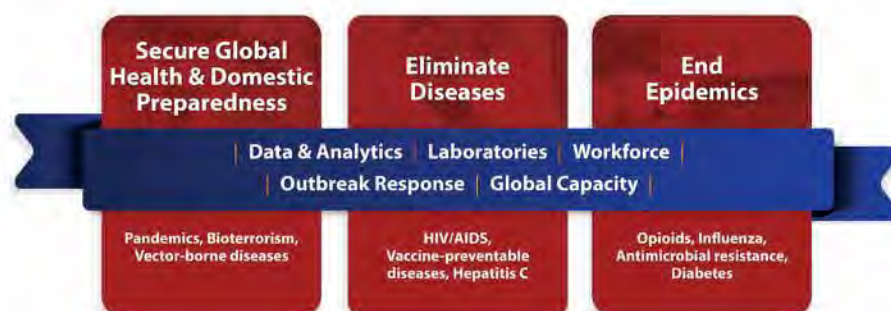 Secure Global
Health & Domestic
Preparedness
Eliminate
Diseases
End
Epidemics
| Data & Analytics | Laboratories | Workforce |
| Outbreak Response | Global Capacity |
Pandemics, Bioterrorism,
Vector-borne diseases
HIV/AIDS,
Vaccine-preventable
diseases, Hepatitis C
Opioids, Influenza,
Antimicrobial resistance,
Diabetes